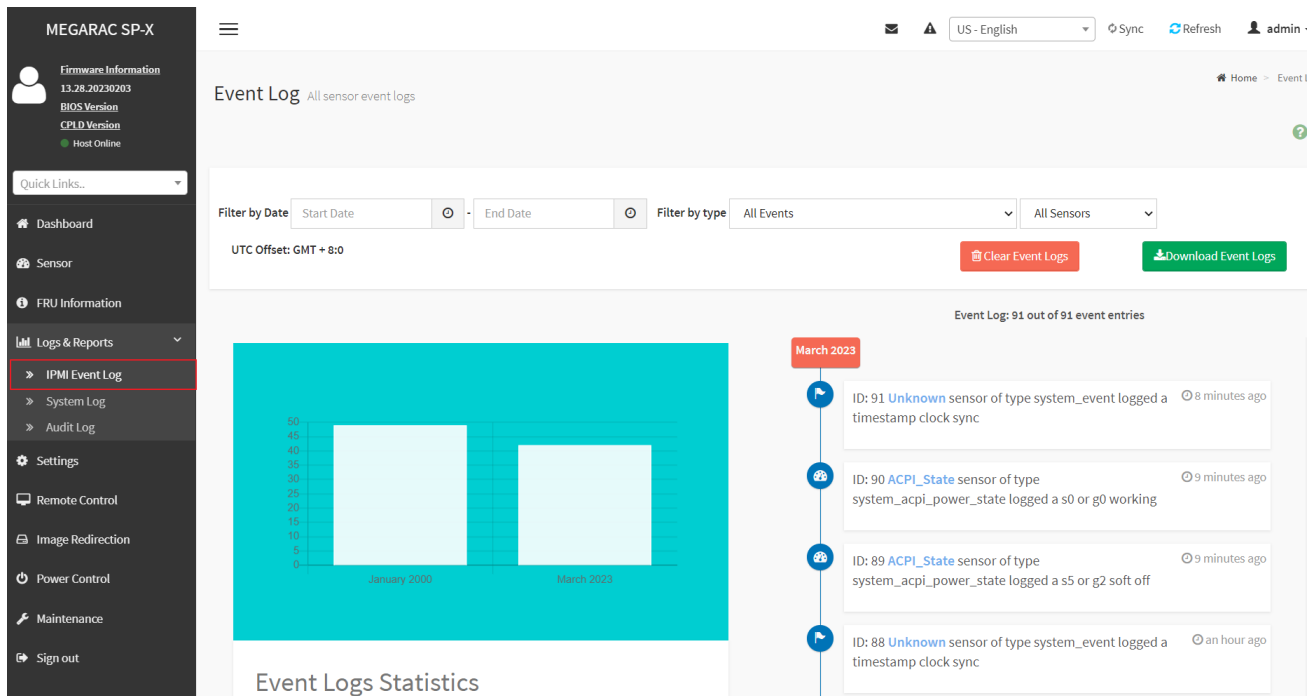 MEGARAC SP-X
Firmware Information
13.28.20230203
BIOS Version
CPLD Version
Host Online
Quick Links..
Dashboard
Sensor
FRU Information
Logs & Reports
» IPMI Event Log
» System Log
» Audit Log
Settings
Remote Control
Image Redirection
Power Control
Maintenance
Sign out
US - English
Sync
Refresh
admin
Event Log All sensor event logs
Home > Event
Filter by Date Start Date - End Date Filter by type All Events All Sensors
UTC Offset: GMT + 8:0
Clear Event Logs
Download Event Logs
Event Log: 91 out of 91 event entries
50
45
40
35
30
25
20
15
10
5
0
January 2000 March 2023
Event Logs Statistics
March 2023
ID: 91 Unknown sensor of type system_event logged a 8 minutes ago
timestamp clock sync
ID: 90 ACPI_State sensor of type 9 minutes ago
system_acpi_power_state logged a s0 or g0 working
ID: 89 ACPI_State sensor of type 9 minutes ago
system_acpi_power_state logged a s5 or g2 soft off
ID: 88 Unknown sensor of type system_event logged a an hour ago
timestamp clock sync